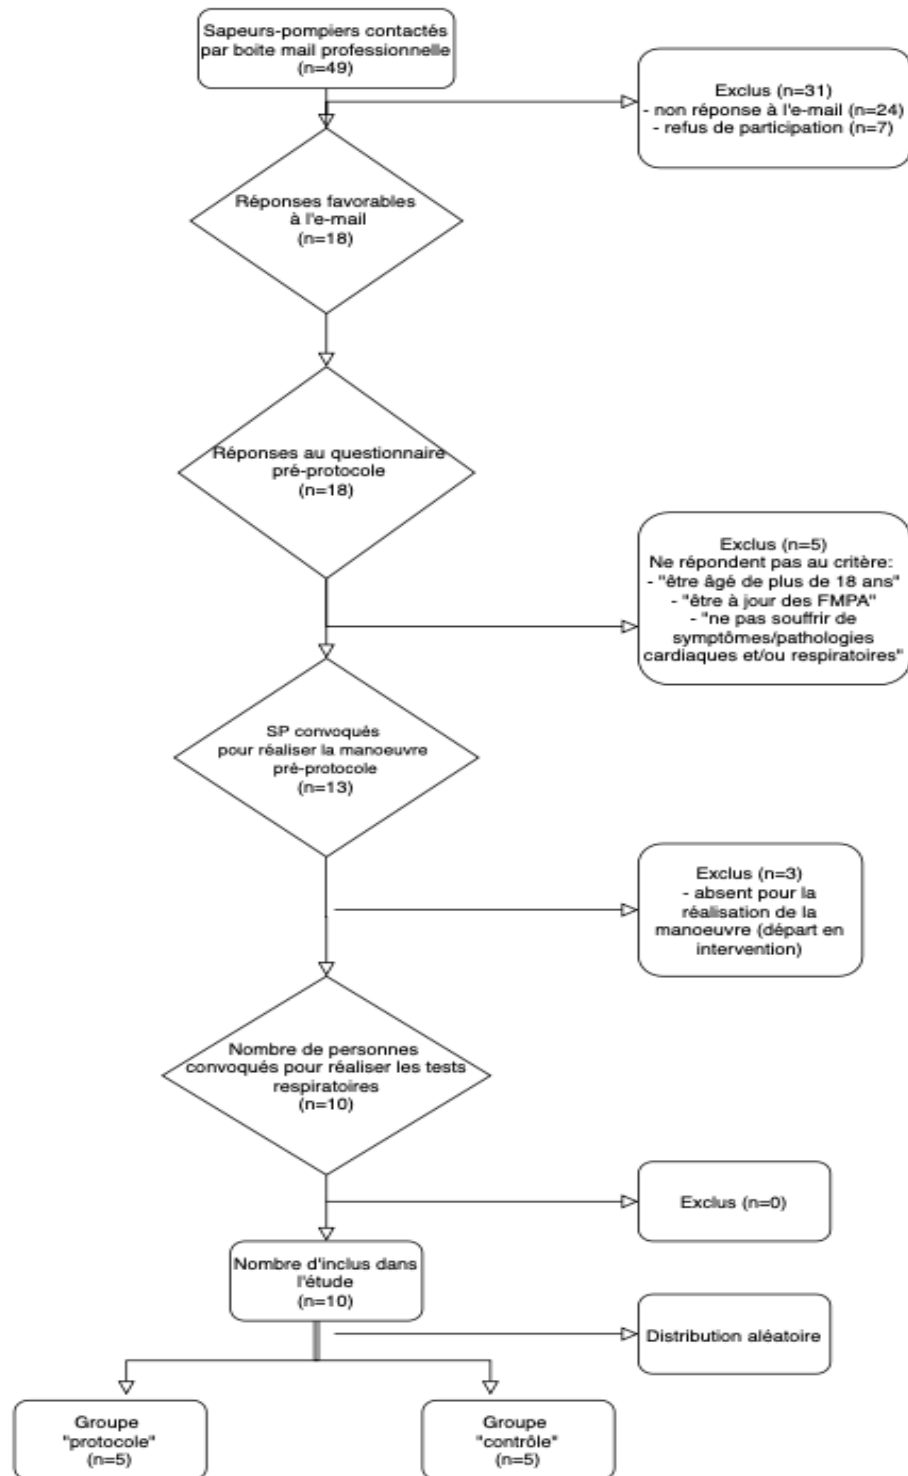 Sapeurs-pompiers contactés
par boite mail professionnelle
(n=49)
Exclus (n=31)
- non réponse à l'e-mail (n=24)
- refus de participation (n=7)
Réponses favorables
à l'e-mail
(n=18)
Réponses au questionnaire
pré-protocole
(n=18)
Exclus (n=5)
Ne répondent pas au critère:
- "être âgé de plus de 18 ans"
- "être à jour des FMPA"
- "ne pas souffrir de
symptômes/pathologies
cardiaques et/ou respiratoires"
SP convoqués
pour réaliser la manoeuvre
pré-protocole
(n=13)
Exclus (n=3)
- absent pour la
réalisation de la
manoeuvre (départ en
intervention)
Nombre de personnes
convoqués pour réaliser les tests
respiratoires
(n=10)
Exclus (n=0)
Nombre d'inclus dans
l'étude
(n=10)
Distribution aléatoire
Groupe
"protocole"
(n=5)
Groupe
"contrôle"
(n=5)